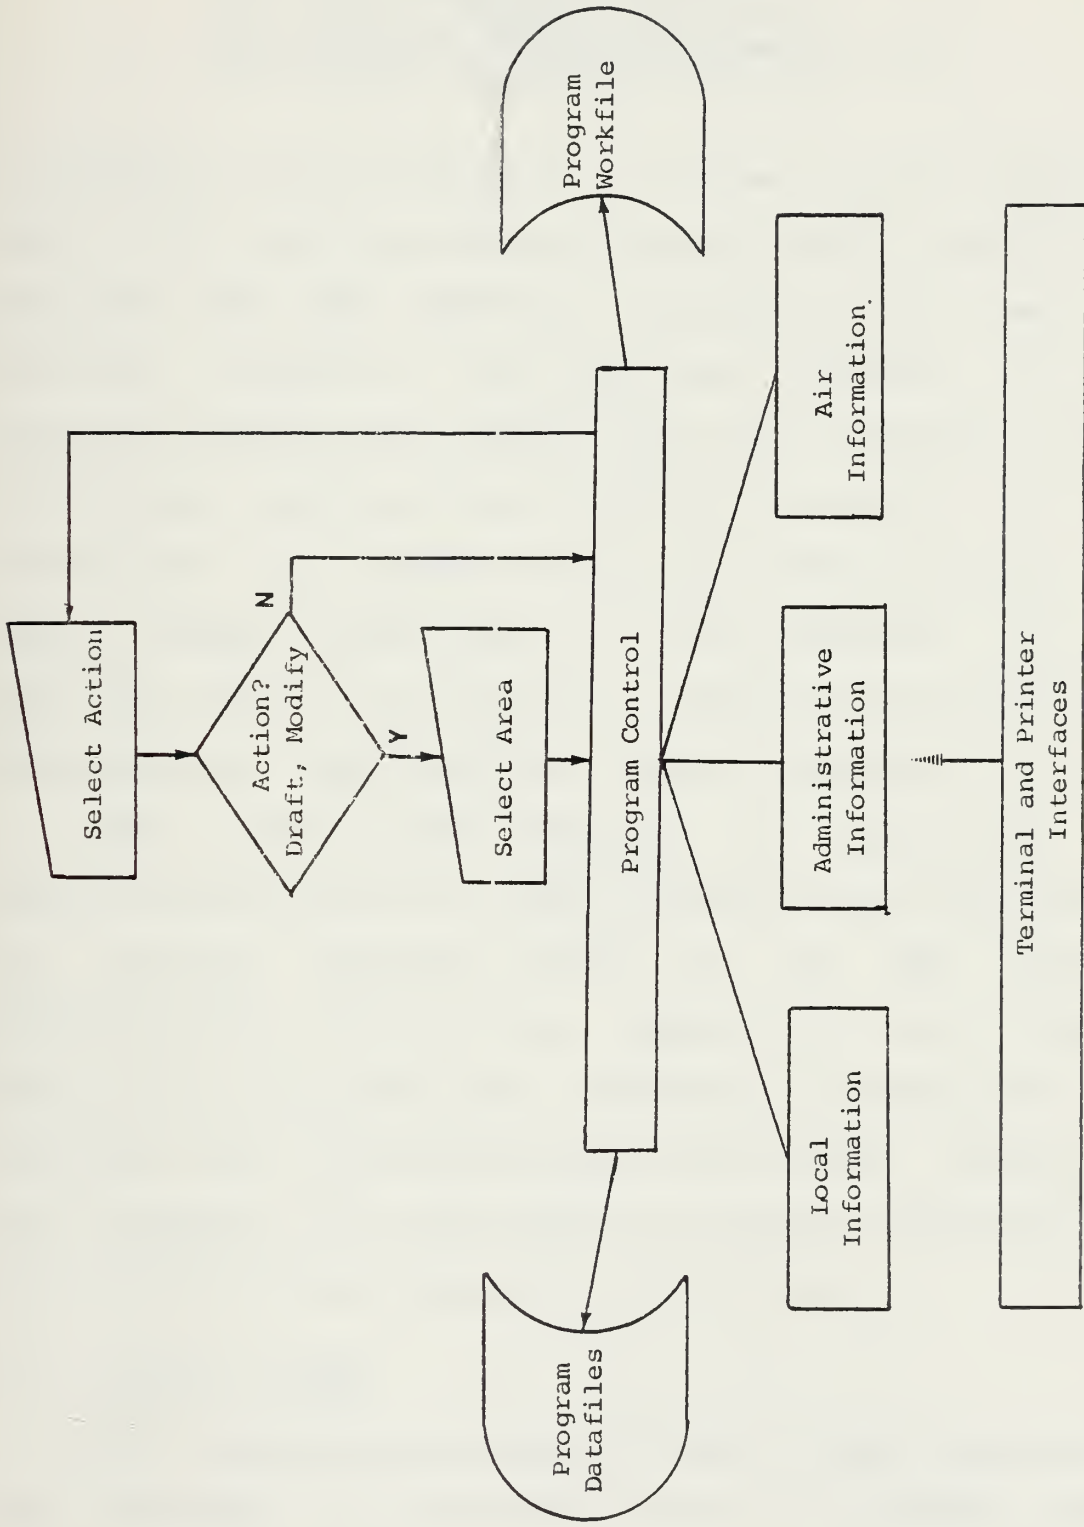 Select Action
N
Action?
Draft, Modify
Y
Select Area
Program Control
Program
Datafiles
Program
Workfile
Local
Information
Administrative
Information
Air
Information.
Terminal and Printer
Interfaces